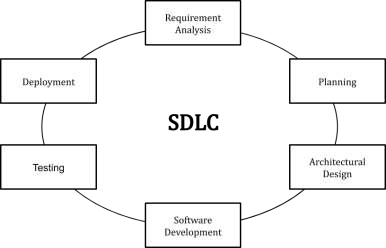 Requirement
Analysis
Deployment
Planning
SDLC
Testing
Architectural
Design
Software
Development